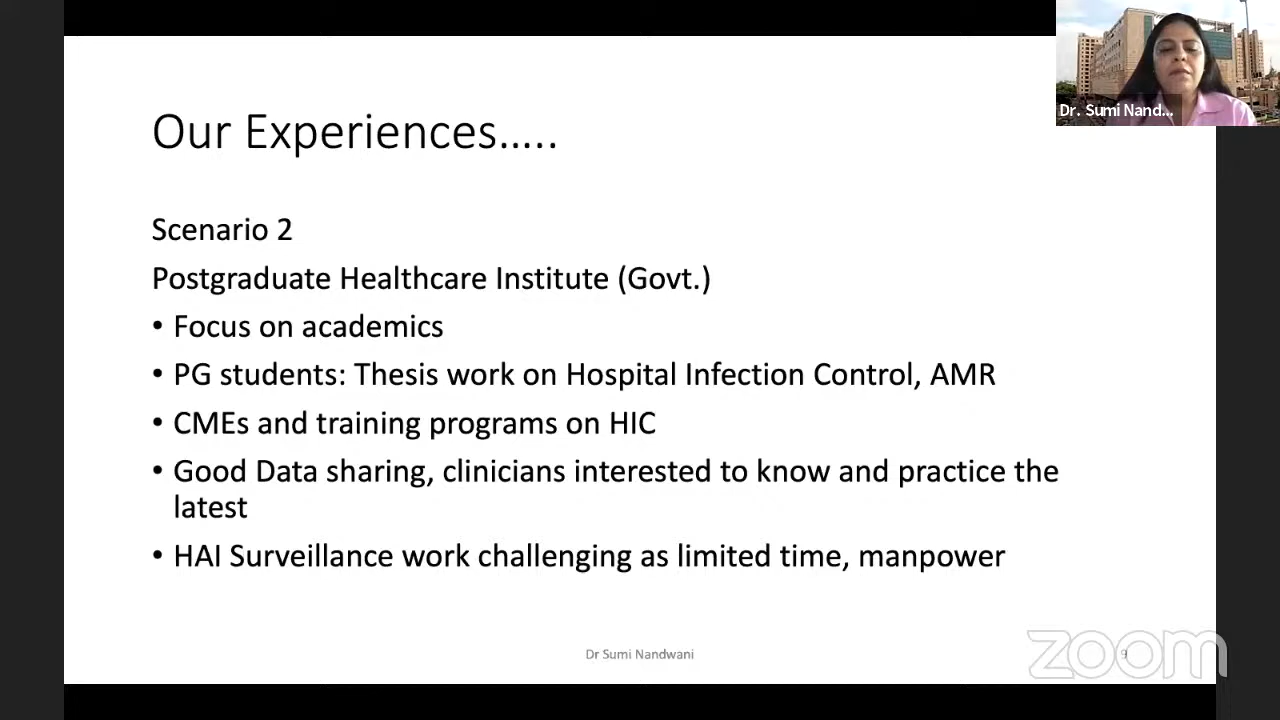 Dr. Sumi Nand...
Our Experiences.....
Scenario 2
Postgraduate Healthcare Institute (Govt.)
• Focus on academics
• PG students: Thesis work on Hospital Infection Control, AMR
• CMEs and training programs on HIC
• Good Data sharing, clinicians interested to know and practice the
latest
• HAI Surveillance work challenging as limited time, manpower
Dr Sumi Nandwani
9
zoom